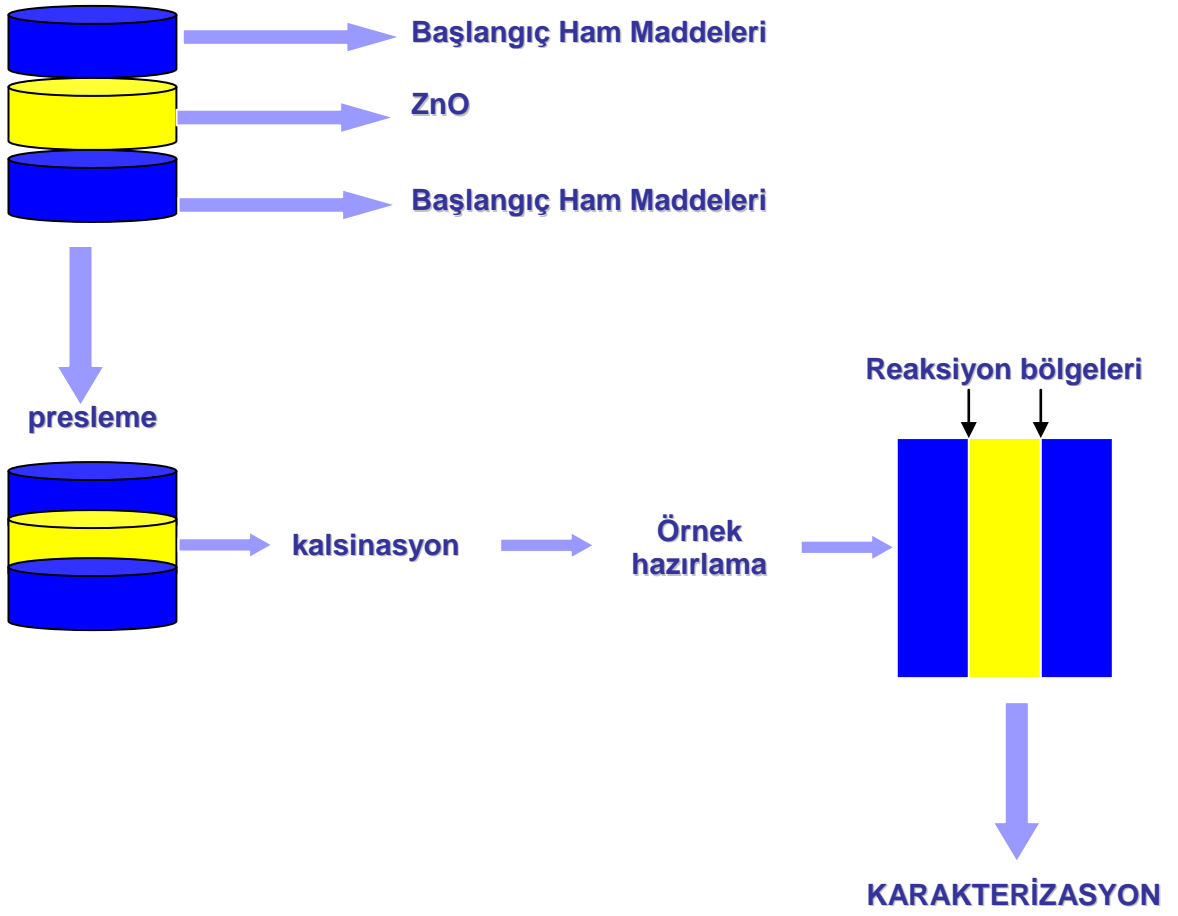 Başlangıç Ham Maddeleri
ZnO
Başlangıç Ham Maddeleri
Reaksiyon bölgeleri
presleme
kalsinasyon
Örnek
hazırlama
KARAKTERİZASYON